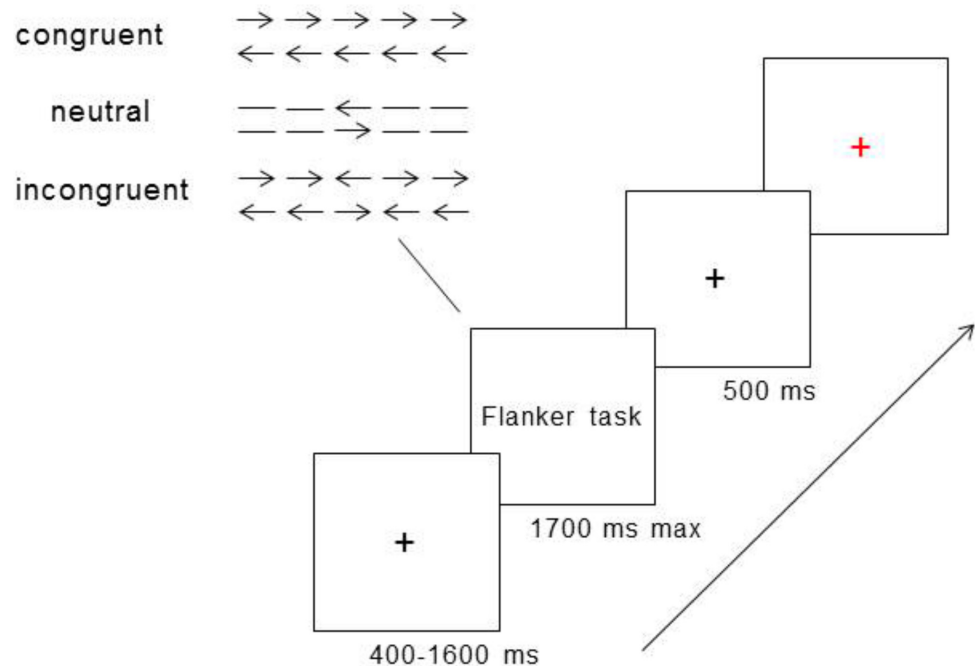 congruent
neutral
incongruent
500 ms
Flanker task
1700 ms max
400-1600 ms